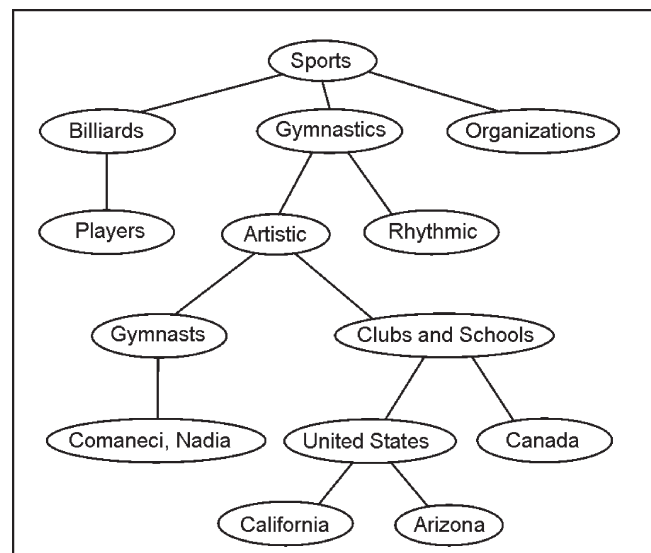 Sports
Billiards
Gymnastics
Organizations
Players
Artistic
Rhythmic
Gymnasts
Clubs and Schools
Comaneci, Nadia
United States
Canada
California
Arizona